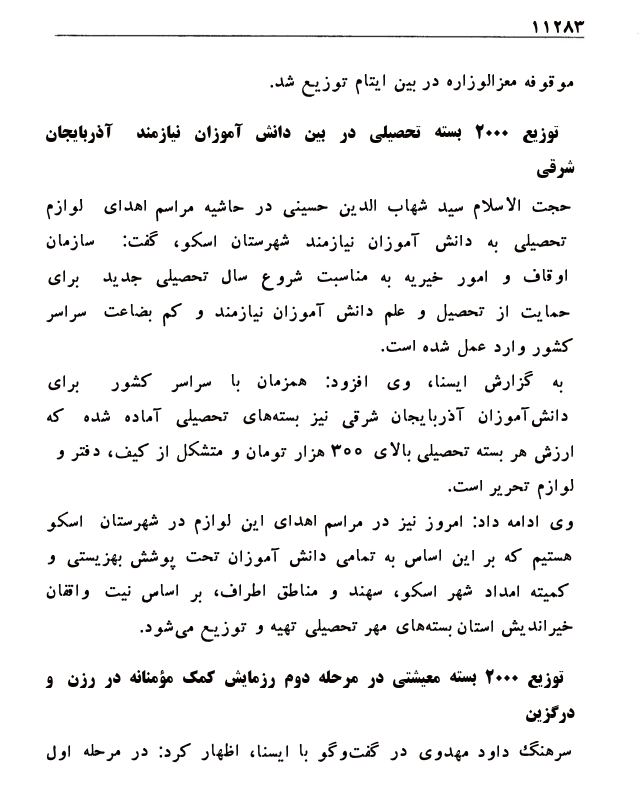 ۱۱۲۸۳
موقوفه معزالوزاره در بین ایتام توزیع شد.
توزیع ۲۰۰۰ بسته تحصیلی در بین دانش آموزان نیازمند آذربایجان
شرقی
حجت الاسلام سید شهاب الدین حسینی در حاشیه مراسم اهدای لوازم
تحصیلی به دانش آموزان نیازمند شهرستان اسکو، گفت: سازمان
اوقاف و امور خیریه به مناسبت شروع سال تحصیلی جدید برای
حمایت از تحصیل و علم دانش آموزان نیازمند و کم بضاعت سراسر
کشور وارد عمل شده است.
به گزارش ایسنا، وی افزود: همزمان با سراسر کشور برای
دانش‌آموزان آذربایجان شرقی نیز بسته‌های تحصیلی آماده شده که
ارزش هر بسته تحصیلی بالای ۳۰۰ هزار تومان و متشکل از کیف، دفتر و
لوازم تحریر است.
وی ادامه داد: امروز نیز در مراسم اهدای این لوازم در شهرستان اسکو
هستیم که بر این اساس به تمامی دانش آموزان تحت پوشش بهزیستی و
کمیته امداد شهر اسکو، سهند و مناطق اطراف، بر اساس نیت واقفان
خیراندیش استان بسته‌های مهر تحصیلی تهیه و توزیع می‌شود.
توزیع ۲۰۰۰ بسته معیشتی در مرحله دوم رزمایش کمک مؤمنانه در رزن و
درگزین
سرهنگ داود مهدوی در گفت‌وگو با ایسنا، اظهار کرد: در مرحله اول